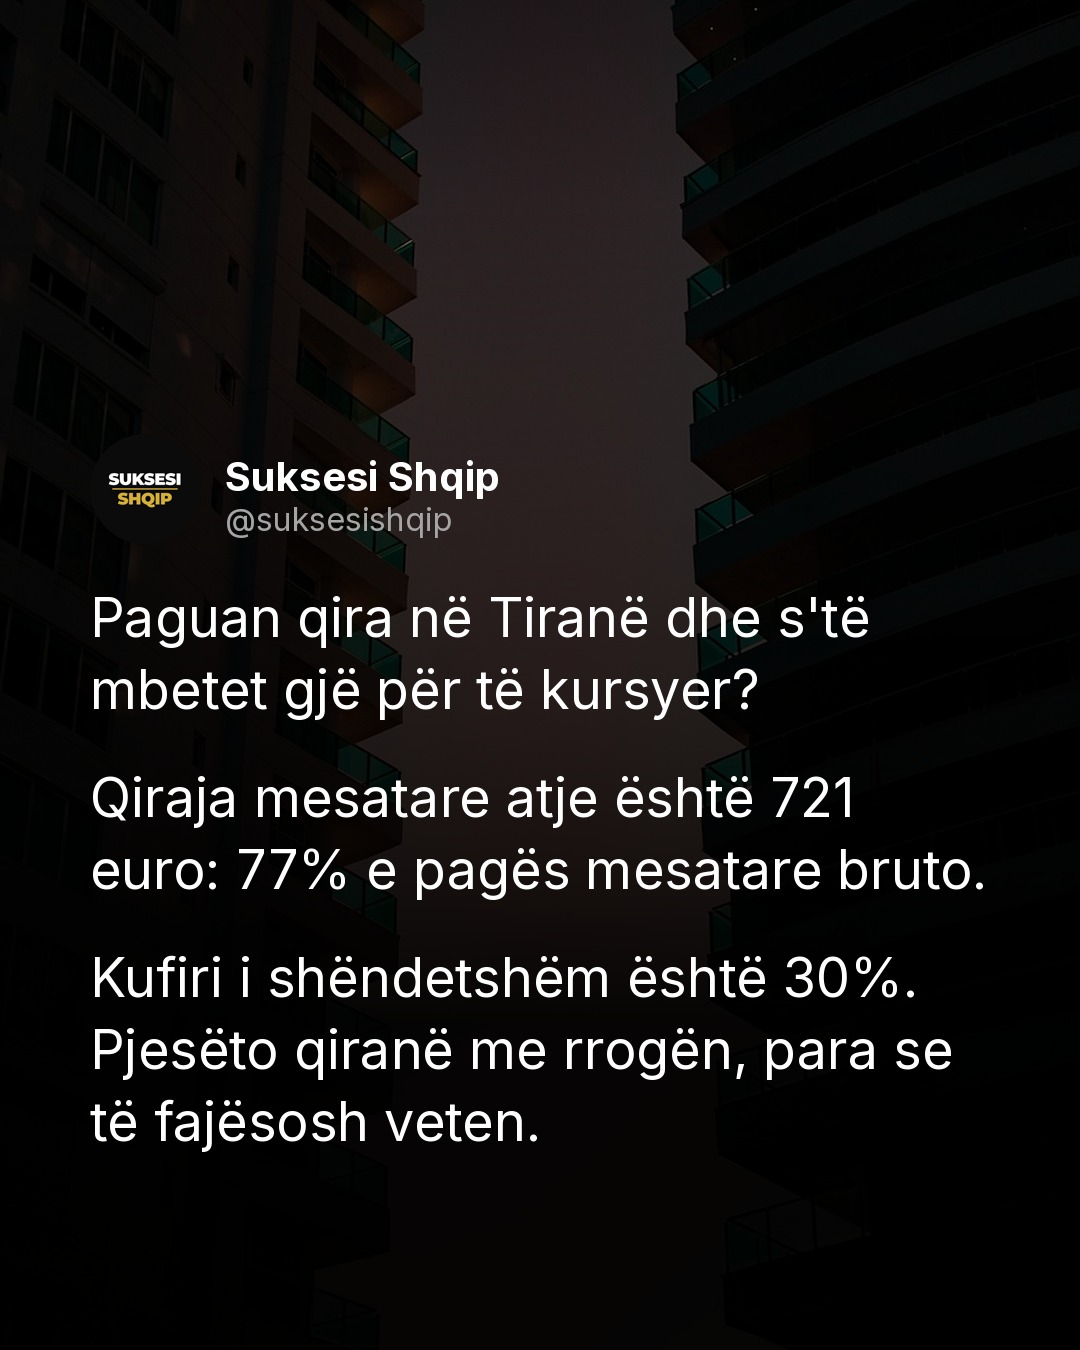 SUKSESI
SHQIP
Suksesi Shqip
@suksesishqip
Paguan qira në Tiranë dhe s'të
mbetet gjë për të kursyer?
Qiraja mesatare atje është 721
euro: 77% e pagës mesatare bruto.
Kufiri i shëndetshëm është 30%.
Pjesëto qiranë me rrogën, para se
të fajësosh veten.